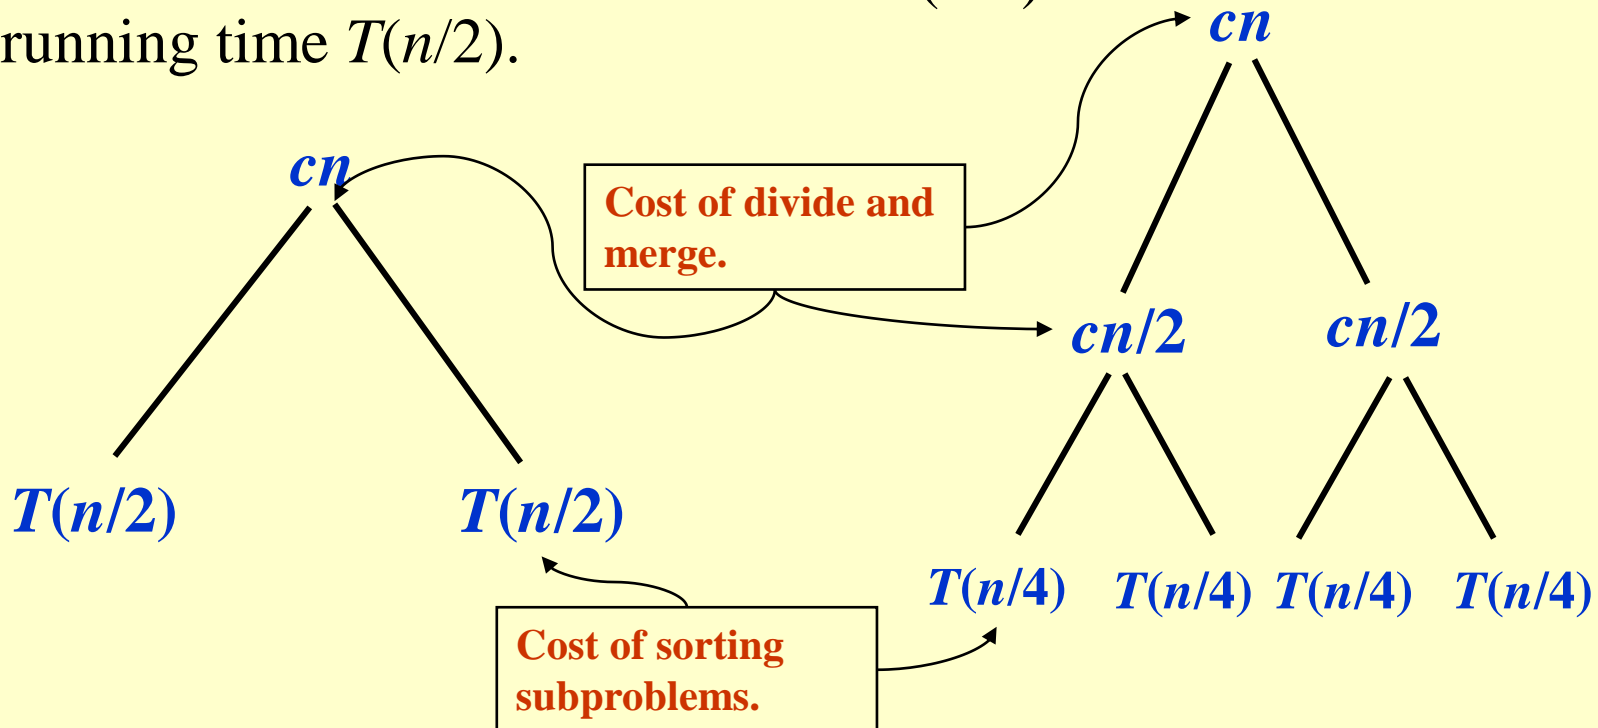 running time T(n/2).
cn
cn
Cost of divide and
merge.
cn/2 cn/2
T(n/2) T(n/2)
T(n/4) T(n/4) T(n/4) T(n/4)
Cost of sorting
subproblems.